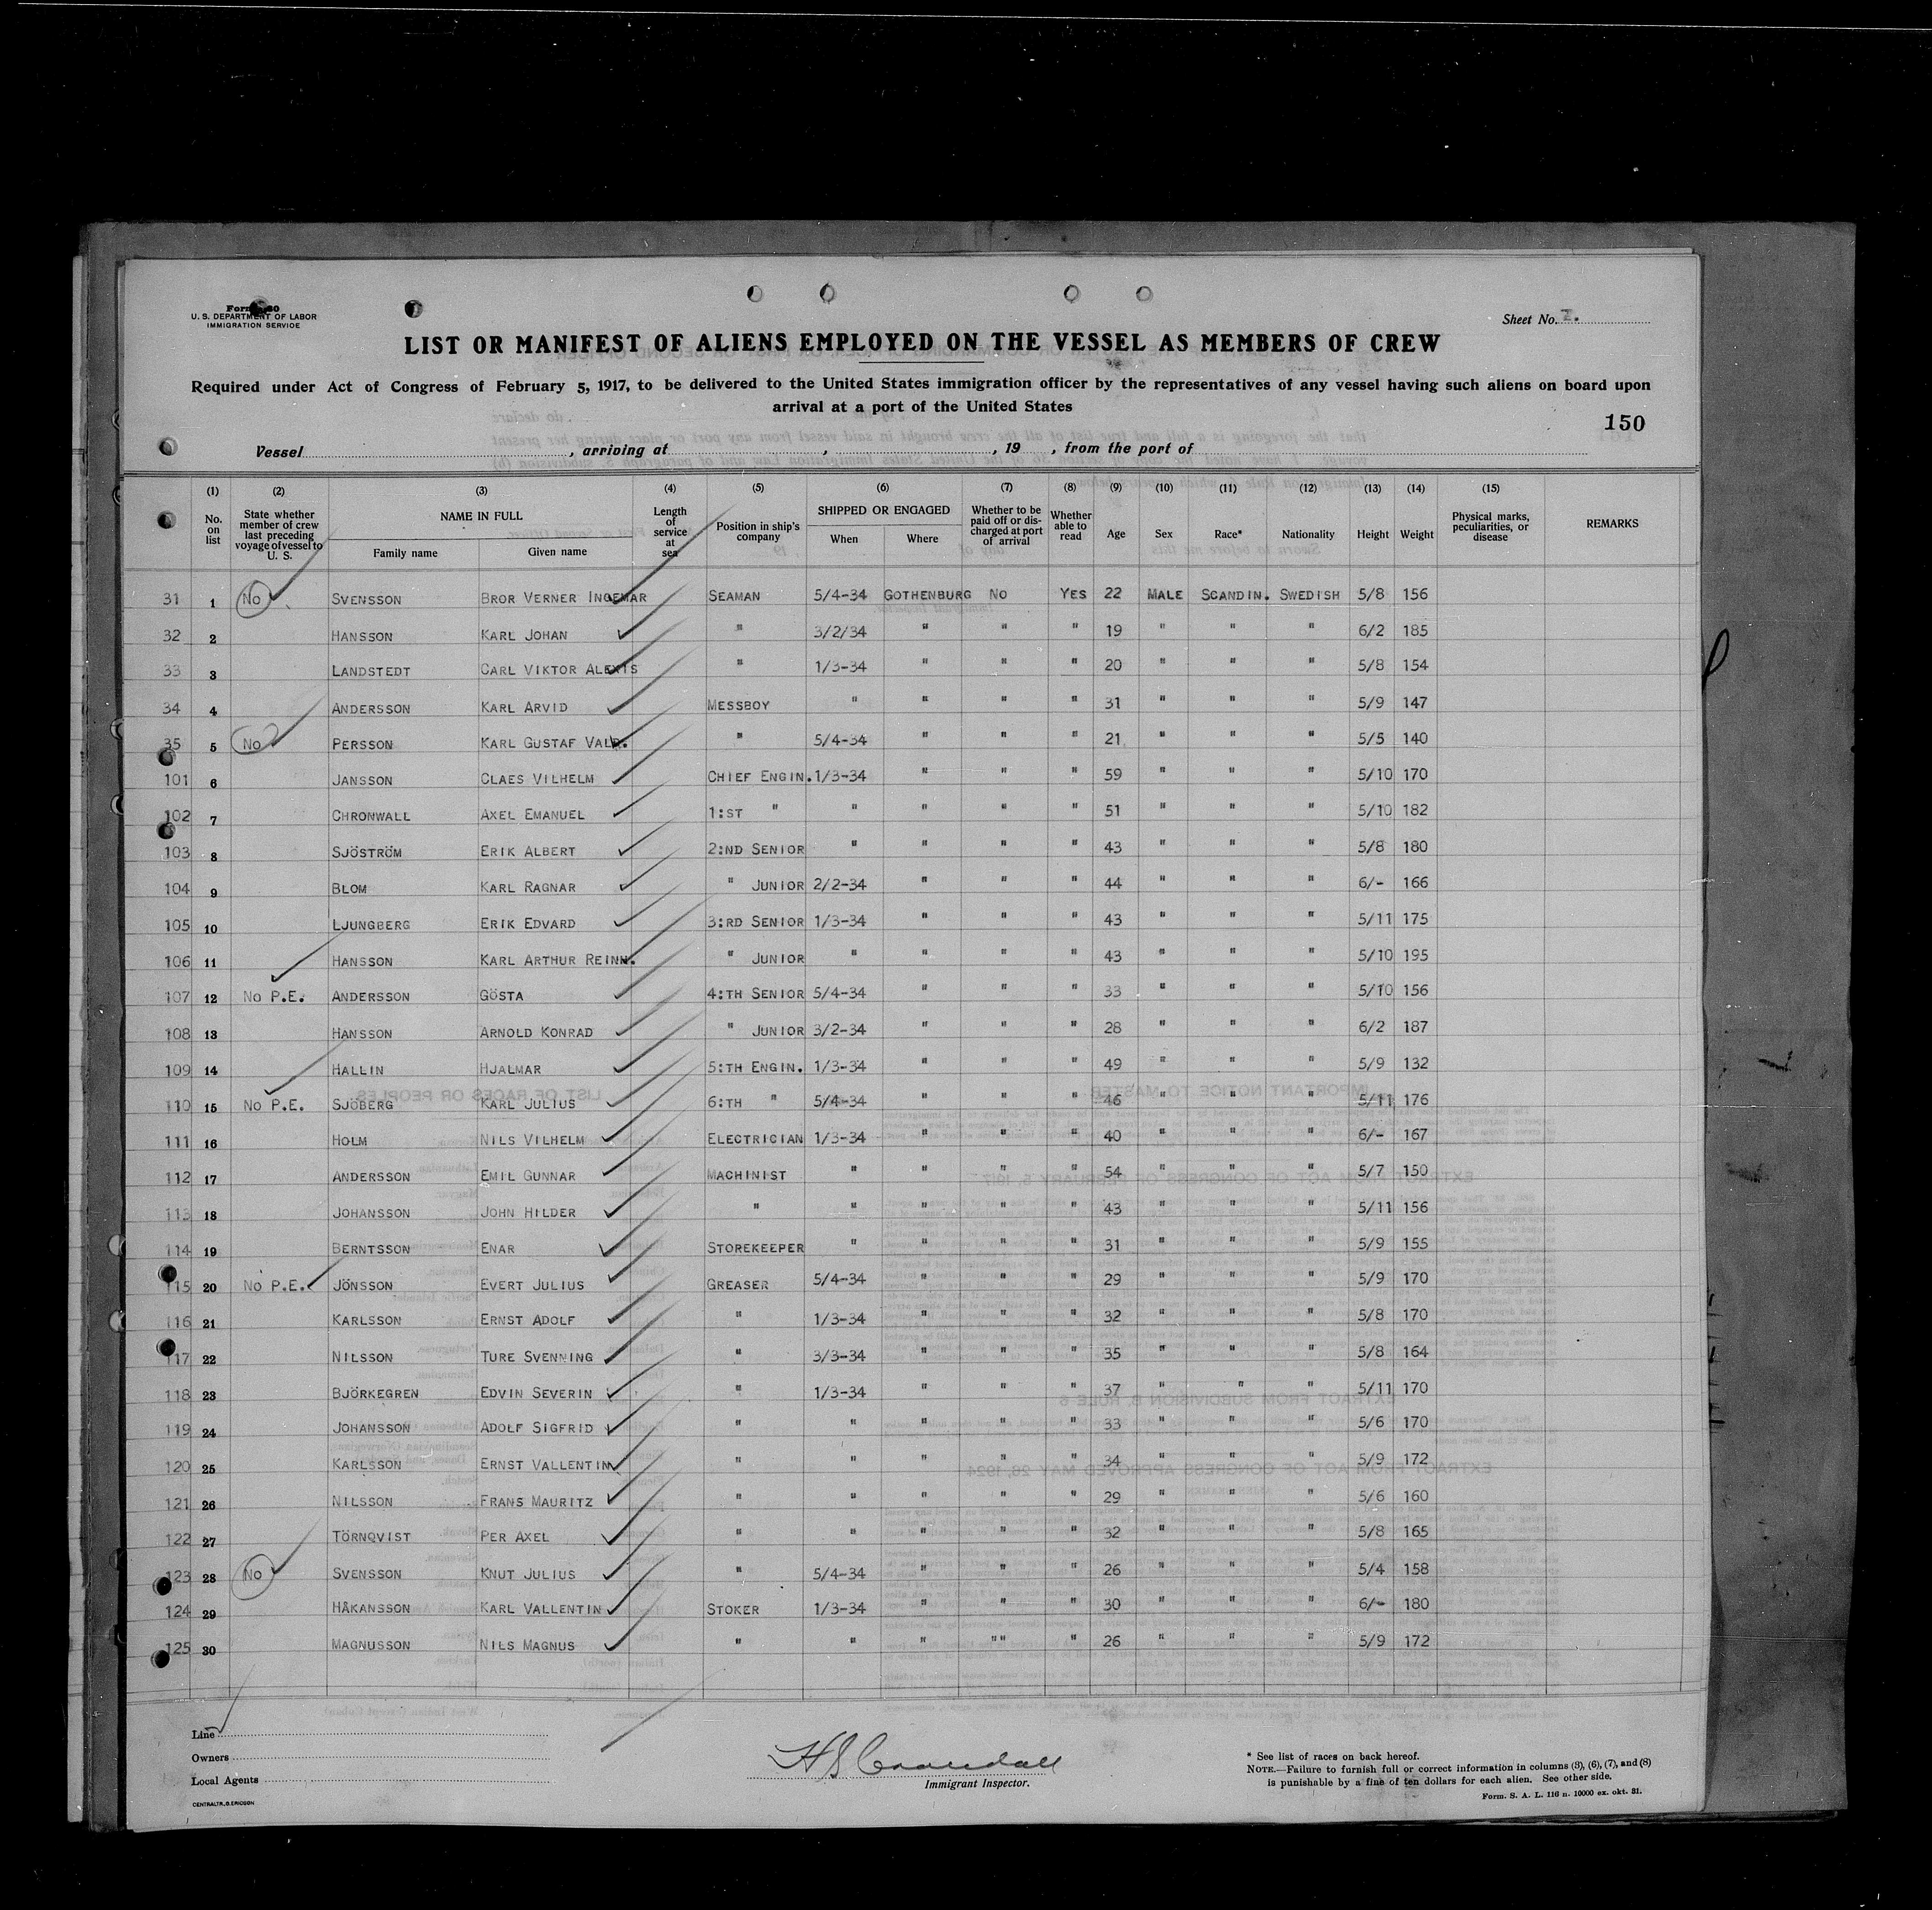 U. S. DEPARTMENT OF LABOR
IMMIGRATION SERVICE
Sheet No.
LIST OR MANIFEST OF ALIENS EMPLOYED ON THE VESSEL AS MEMBERS OF CREW
Required under Act of Congress of February 5, 1917, to be delivered to the United States immigration officer by the representatives of any vessel having such aliens on board upon
arrival at a port of the United States
150
Vessel , arriving at , , 19 , from the port of
(1) (2) (3) (4) (5) (6) (7) (8) (9) (10) (11) (12) (13) (14) (15)
No. on list State whether member of crew last preceding voyage of vessel to U. S. NAME IN FULL Family name Given name Length of service at sea Position in ship's company SHIPPED OR ENGAGED When Where Whether to be paid off or discharged at port of arrival Whether able to read Age Sex Race* Nationality Height Weight Physical marks, peculiarities, or disease REMARKS
31 1 No SVENSSON BROR VERNER INGEMAR SEAMAN 5/4-34 GOTHENBURG NO YES 22 MALE SCANDIN. SWEDISH 5/8 156
32 2 HANSSON KARL JOHAN " 3/2/34 " " " 19 " " " 6/2 185
33 3 LANDSTEDT CARL VIKTOR ALEXIS " 1/3-34 " " " 20 " " " 5/8 154
34 4 ANDERSSON KARL ARVID MESSBOY " " " " 31 " " " 5/9 147
35 5 No PERSSON KARL GUSTAF VALD. " 5/4-34 " " " 21 " " " 5/5 140
101 6 JANSSON CLAES VILHELM CHIEF ENGIN. 1/3-34 " " " 59 " " " 5/10 170
102 7 CHRONWALL AXEL EMANUEL 1:ST " " " " " 51 " " " 5/10 182
103 8 SJÖSTRÖM ERIK ALBERT 2:ND SENIOR " " " " 43 " " " 5/8 180
104 9 BLOM KARL RAGNAR " JUNIOR 2/2-34 " " " 44 " " " 6/- 166
105 10 LJUNGBERG ERIK EDVARD 3:RD SENIOR 1/3-34 " " " 43 " " " 5/11 175
106 11 HANSSON KARL ARTHUR REINH. " JUNIOR " " " " 43 " " " 5/10 195
107 12 No P.E. ANDERSSON GÖSTA 4:TH SENIOR 5/4-34 " " " 33 " " " 5/10 156
108 13 HANSSON ARNOLD KONRAD " JUNIOR 3/2-34 " " " 28 " " " 6/2 187
109 14 HALLIN HJALMAR 5:TH ENGIN. 1/3-34 " " " 49 " " " 5/9 132
110 15 No P.E. SJÖBERG KARL JULIUS 6:TH " 5/4-34 " " " 46 " " " 5/11 176
111 16 HOLM NILS VILHELM ELECTRICIAN 1/3-34 " " " 40 " " " 6/- 167
112 17 ANDERSSON EMIL GUNNAR MACHINIST " " " " 54 " " " 5/7 150
113 18 JOHANSSON JOHN HILDER " " " " " 43 " " " 5/11 156
114 19 BERNTSSON ENAR STOREKEEPER " " " " 31 " " " 5/9 155
115 20 No P.E. JÖNSSON EVERT JULIUS GREASER 5/4-34 " " " 29 " " " 5/9 170
116 21 KARLSSON ERNST ADOLF " 1/3-34 " " " 32 " " " 5/8 170
117 22 NILSSON TURE SVENNING " 3/3-34 " " " 35 " " " 5/8 164
118 23 BJÖRKEGREN EDVIN SEVERIN " 1/3-34 " " " 37 " " " 5/11 170
119 24 JOHANSSON ADOLF SIGFRID " " " " " 33 " " " 5/6 170
120 25 KARLSSON ERNST VALLENTIN " " " " " 34 " " " 5/9 172
121 26 NILSSON FRANS MAURITZ " " " " " 29 " " " 5/6 160
122 27 TÖRNQVIST PER AXEL " " " " " 32 " " " 5/8 165
123 28 No SVENSSON KNUT JULIUS " 5/4-34 " " " 26 " " " 5/4 158
124 29 HÅKANSSON KARL VALLENTIN STOKER 1/3-34 " " " 30 " " " 6/- 180
125 30 MAGNUSSON NILS MAGNUS " " " "" " 26 " " " 5/9 172
Line
Owners
Local Agents
CENTRALTR., G. ERICSON
Immigrant Inspector.
* See list of races on back hereof.
NOTE.—Failure to furnish full or correct information in columns (3), (6), (7), and (8)
is punishable by a fine of ten dollars for each alien. See other side.
Form. S. A. L. 116 n. 10000 ex. okt. 31.